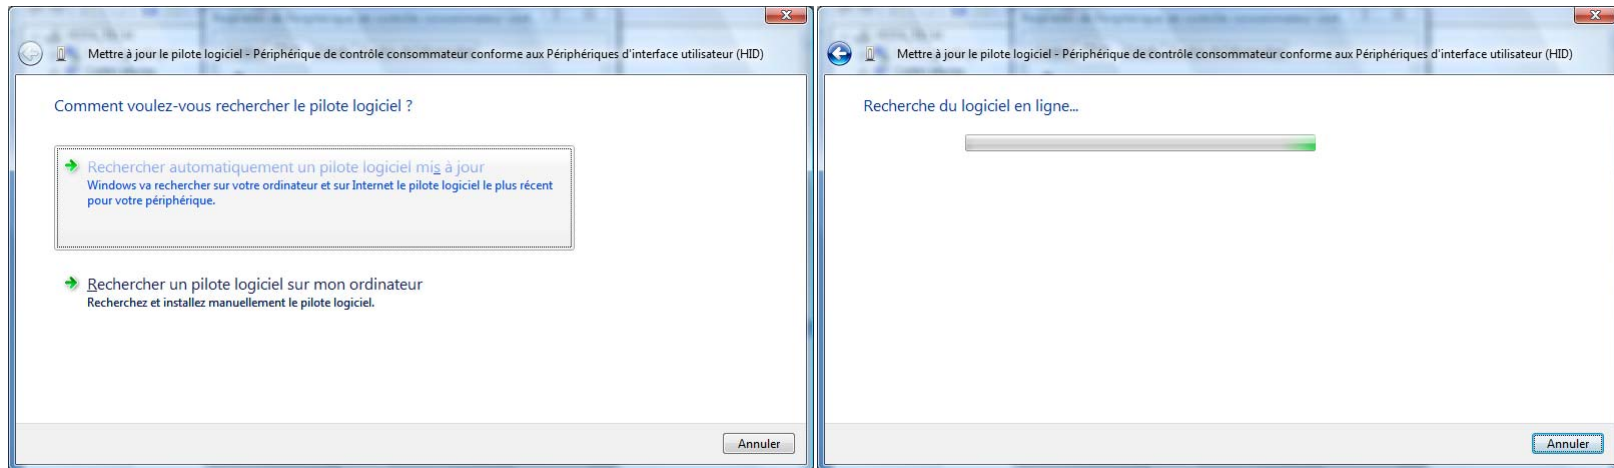 Mettre à jour le pilote logiciel - Périphérique de contrôle consommateur conforme aux Périphériques d'interface utilisateur (HID)
Comment voulez-vous rechercher le pilote logiciel ?
Rechercher automatiquement un pilote logiciel mis à jour
Windows va rechercher sur votre ordinateur et sur Internet le pilote logiciel le plus récent
pour votre périphérique.
Rechercher un pilote logiciel sur mon ordinateur
Recherchez et installez manuellement le pilote logiciel.
Annuler
Mettre à jour le pilote logiciel - Périphérique de contrôle consommateur conforme aux Périphériques d'interface utilisateur (HID)
Recherche du logiciel en ligne...
Annuler